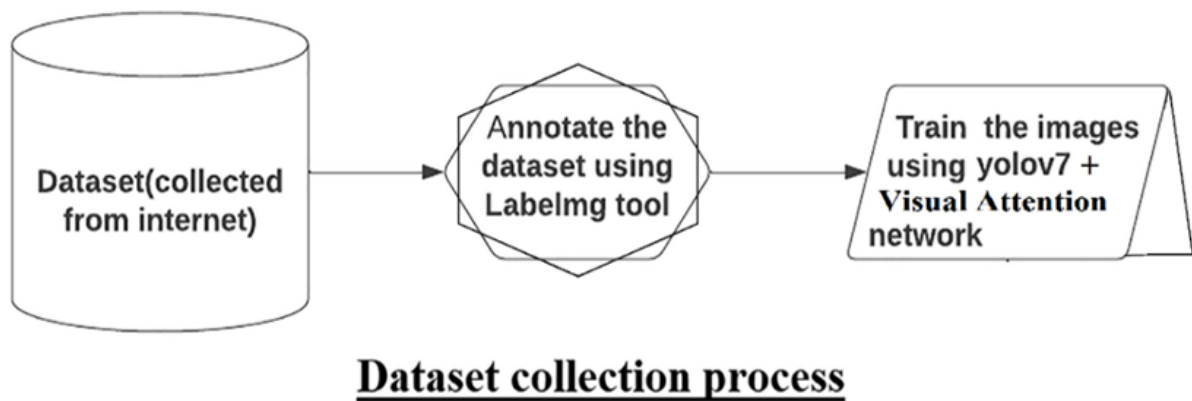 Dataset(collected
from internet)
Annotate the
dataset using
Labelmg tool
Train the images
using yolov7 +
Visual Attention
network
Dataset collection process